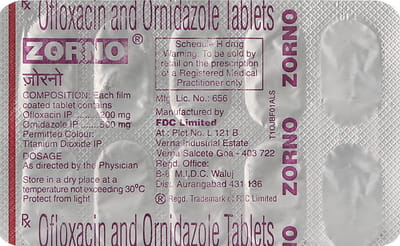 Rx Ofloxacin and Ornidazole Tablets
ZORNO®
ज़ोरनो
COMPOSITION: Each film
coated tablet contains
Ofloxacin IP ........200 mg
Ornidazole IP........500 mg
Permitted Colour:
Titanium Dioxide IP
DOSAGE
As directed by the Physician
Store in a dry place at a
temperature not exceeding 30°C
Protect from light
Schedule H drug
Warning: To be sold by
retail on the prescription
of a Registered Medical
Practitioner only
Mfg. Lic. No.: 656
Manufactured by
FDC Limited
At: Plot No. L 121 B
Verna Industrial Estate
Verna Salcete Goa - 403 722
Regd. Office:
B-8 M.I.D.C. Waluj
Dist. Aurangabad 431 136
® Regd. Trademark of FDC Limited
ZORNO
ZORNO
Rx Ofloxacin and Ornidazole Tablets